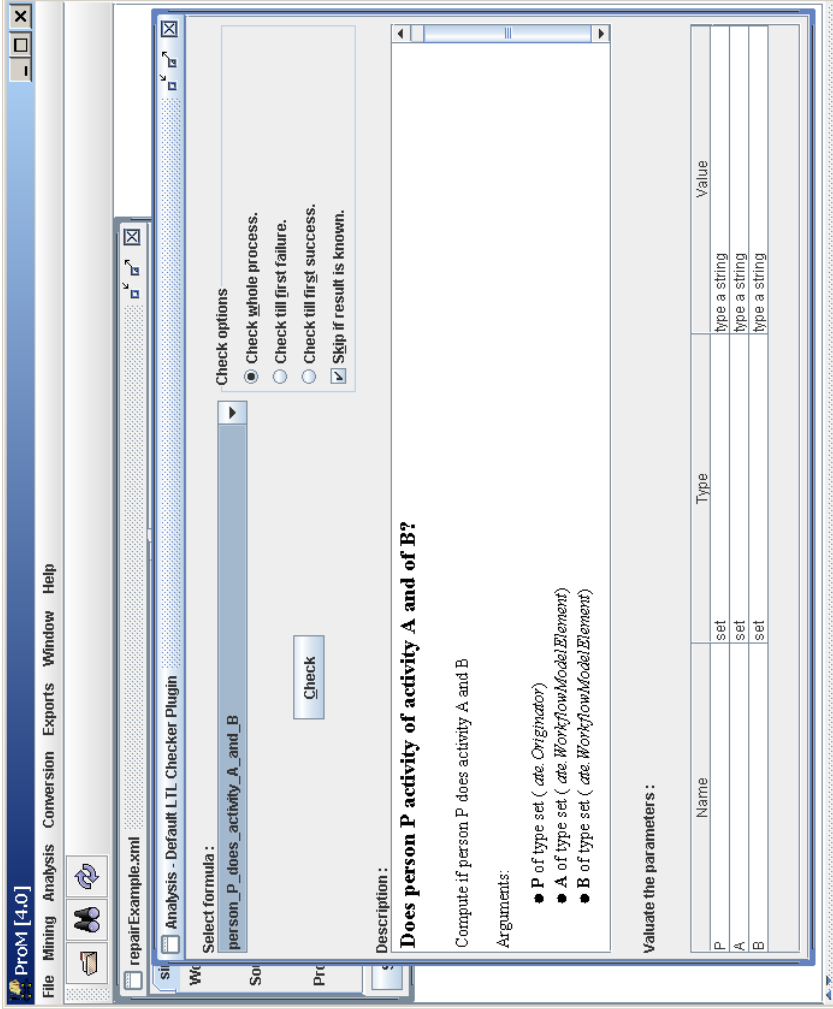 ProM [4.0]
File Mining Analysis Conversion Exports Window Help
repairExample.xml
Analysis - Default LTL Checker Plugin
Select formula :
person_P_does_activity_A_and_B
Check options
Check whole process.
Check till first failure.
Check till first success.
Skip if result is known.
Check
Description :
Does person P activity of activity A and of B?
Compute if person P does activity A and B
Arguments:
P of type set ( ate.Originator)
A of type set ( ate.WorkflowModelElement)
B of type set ( ate.WorkflowModelElement)
Valuate the parameters :
Name Type Value
P set type a string
A set type a string
B set type a string